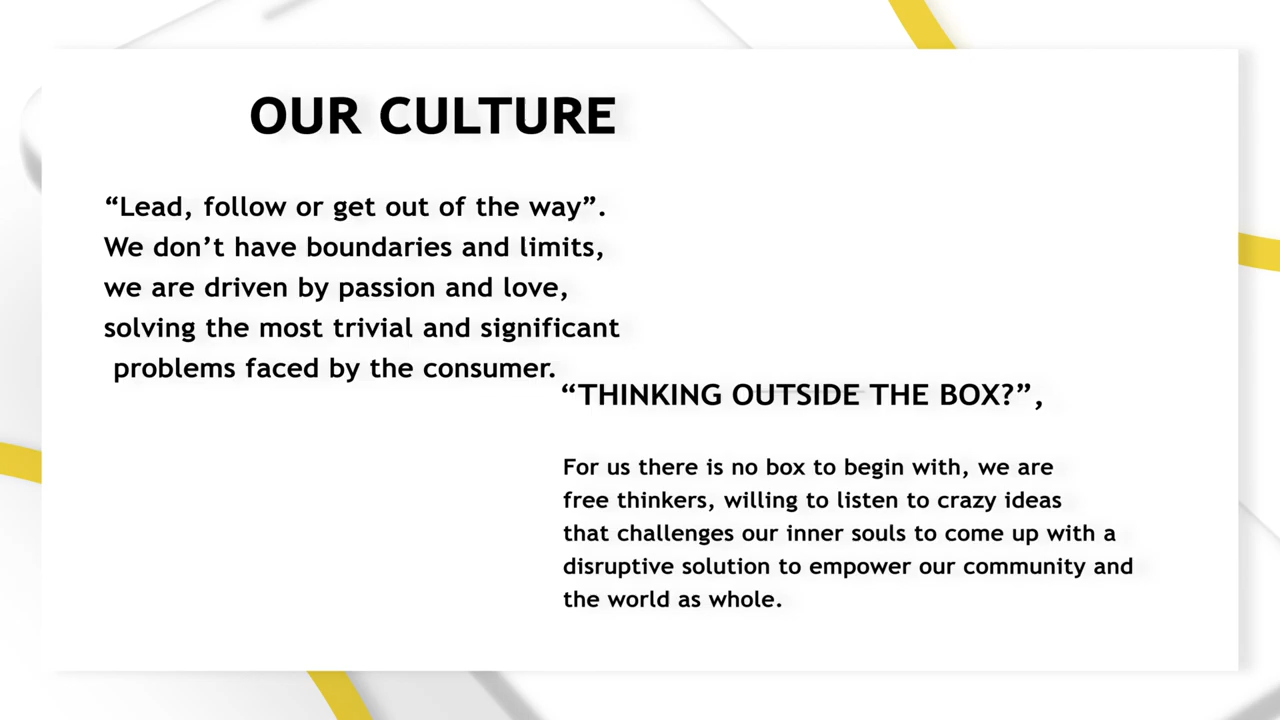 OUR CULTURE
“Lead, follow or get out of the way”.
We don’t have boundaries and limits,
we are driven by passion and love,
solving the most trivial and significant
problems faced by the consumer.
“THINKING OUTSIDE THE BOX?”,
For us there is no box to begin with, we are
free thinkers, willing to listen to crazy ideas
that challenges our inner souls to come up with a
disruptive solution to empower our community and
the world as whole.